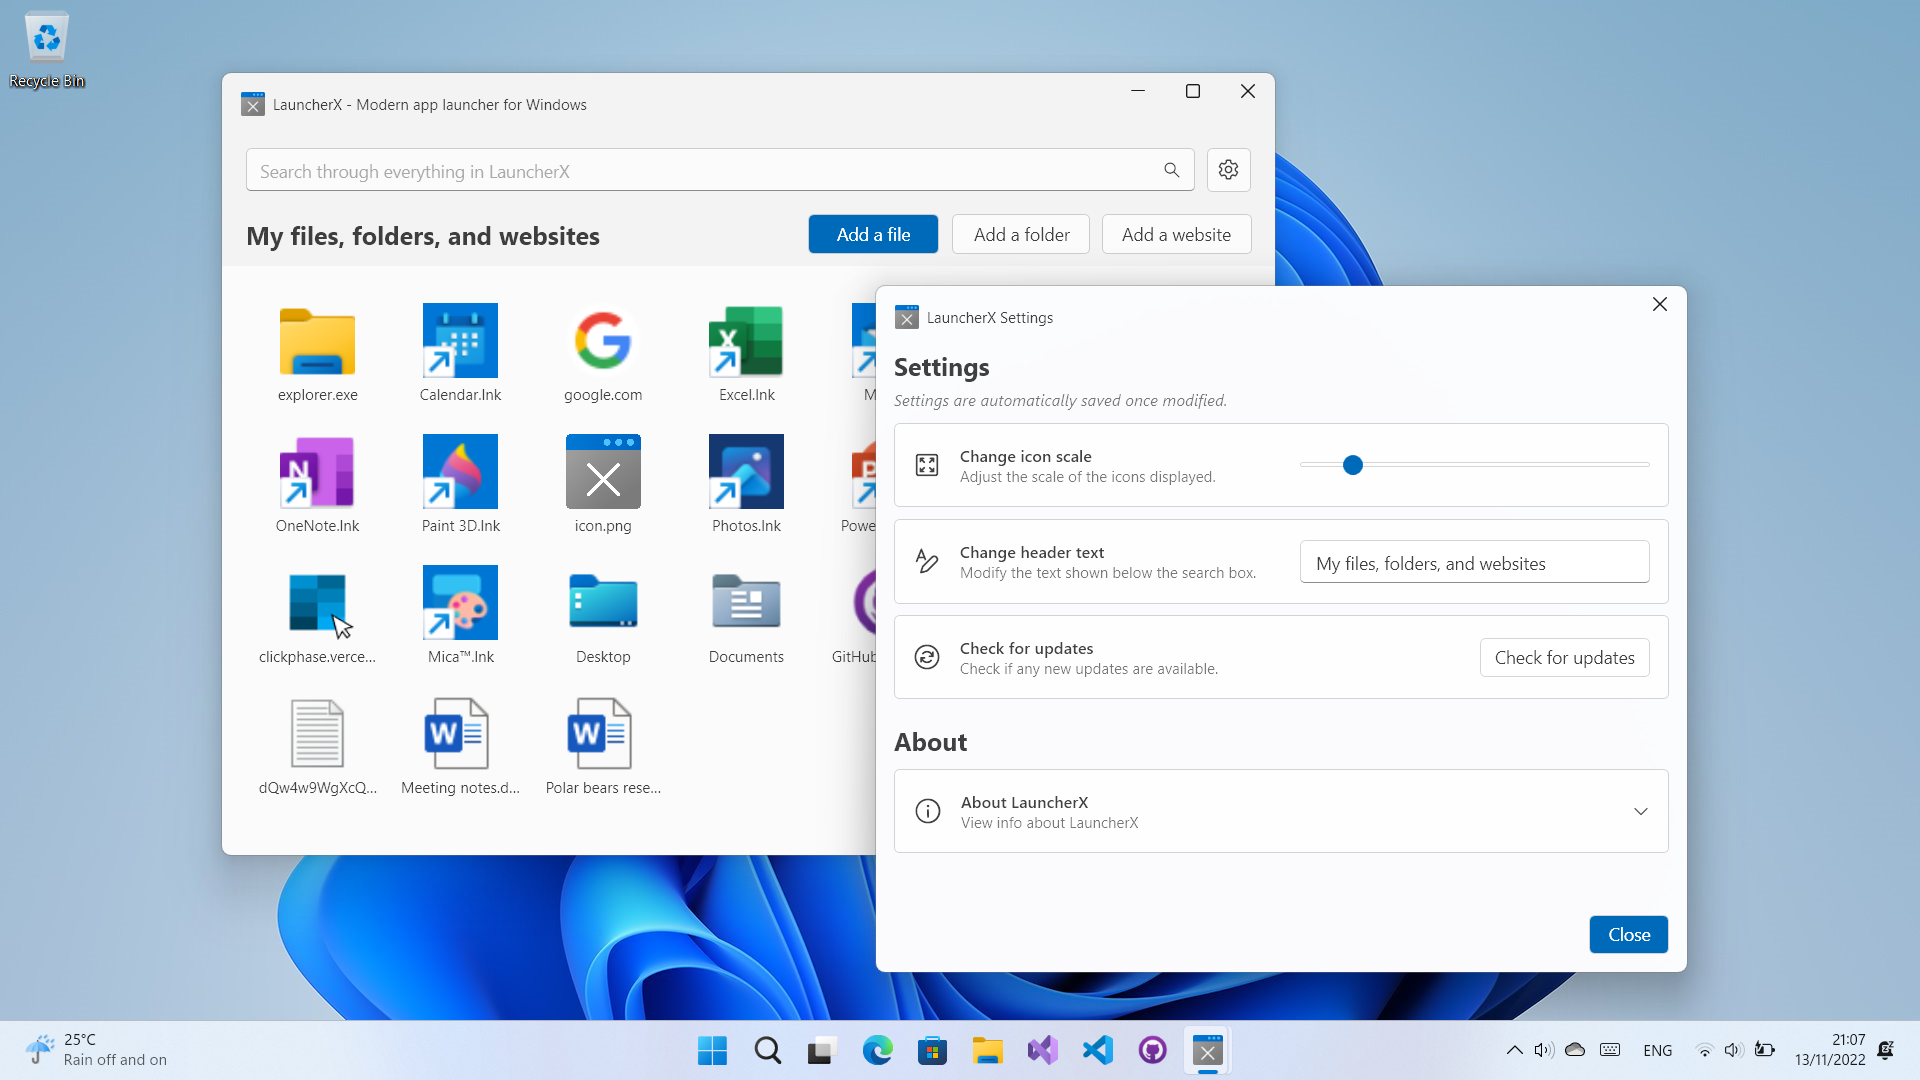 Recycle Bin
LauncherX - Modern app launcher for Windows
Search through everything in LauncherX
My files, folders, and websites
Add a file
Add a folder
Add a website
explorer.exe
Calendar.lnk
google.com
Excel.lnk
M
OneNote.lnk
Paint 3D.lnk
icon.png
Photos.lnk
Powe
clickphase.verce...
Mica™.lnk
Desktop
Documents
GitHub
dQw4w9WgXcQ...
Meeting notes.d...
Polar bears rese...
LauncherX Settings
Settings
Settings are automatically saved once modified.
Change icon scale
Adjust the scale of the icons displayed.
Change header text
Modify the text shown below the search box.
My files, folders, and websites
Check for updates
Check if any new updates are available.
Check for updates
About
About LauncherX
View info about LauncherX
Close
25°C
Rain off and on
ENG
21:07
13/11/2022